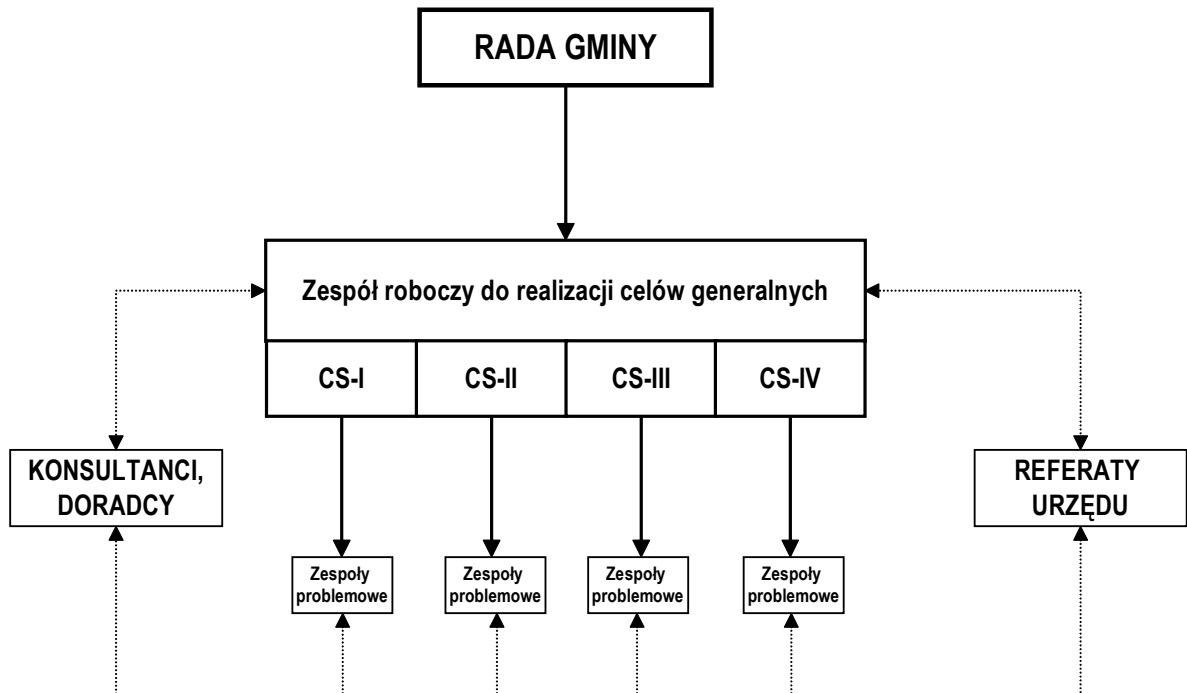 RADA GMINY
Zespół roboczy do realizacji celów generalnych
CS-I
CS-II
CS-III
CS-IV
KONSULTANCI,
DORADCY
REFERATY
URZĘDU
Zespoły
problemowe
Zespoły
problemowe
Zespoły
problemowe
Zespoły
problemowe